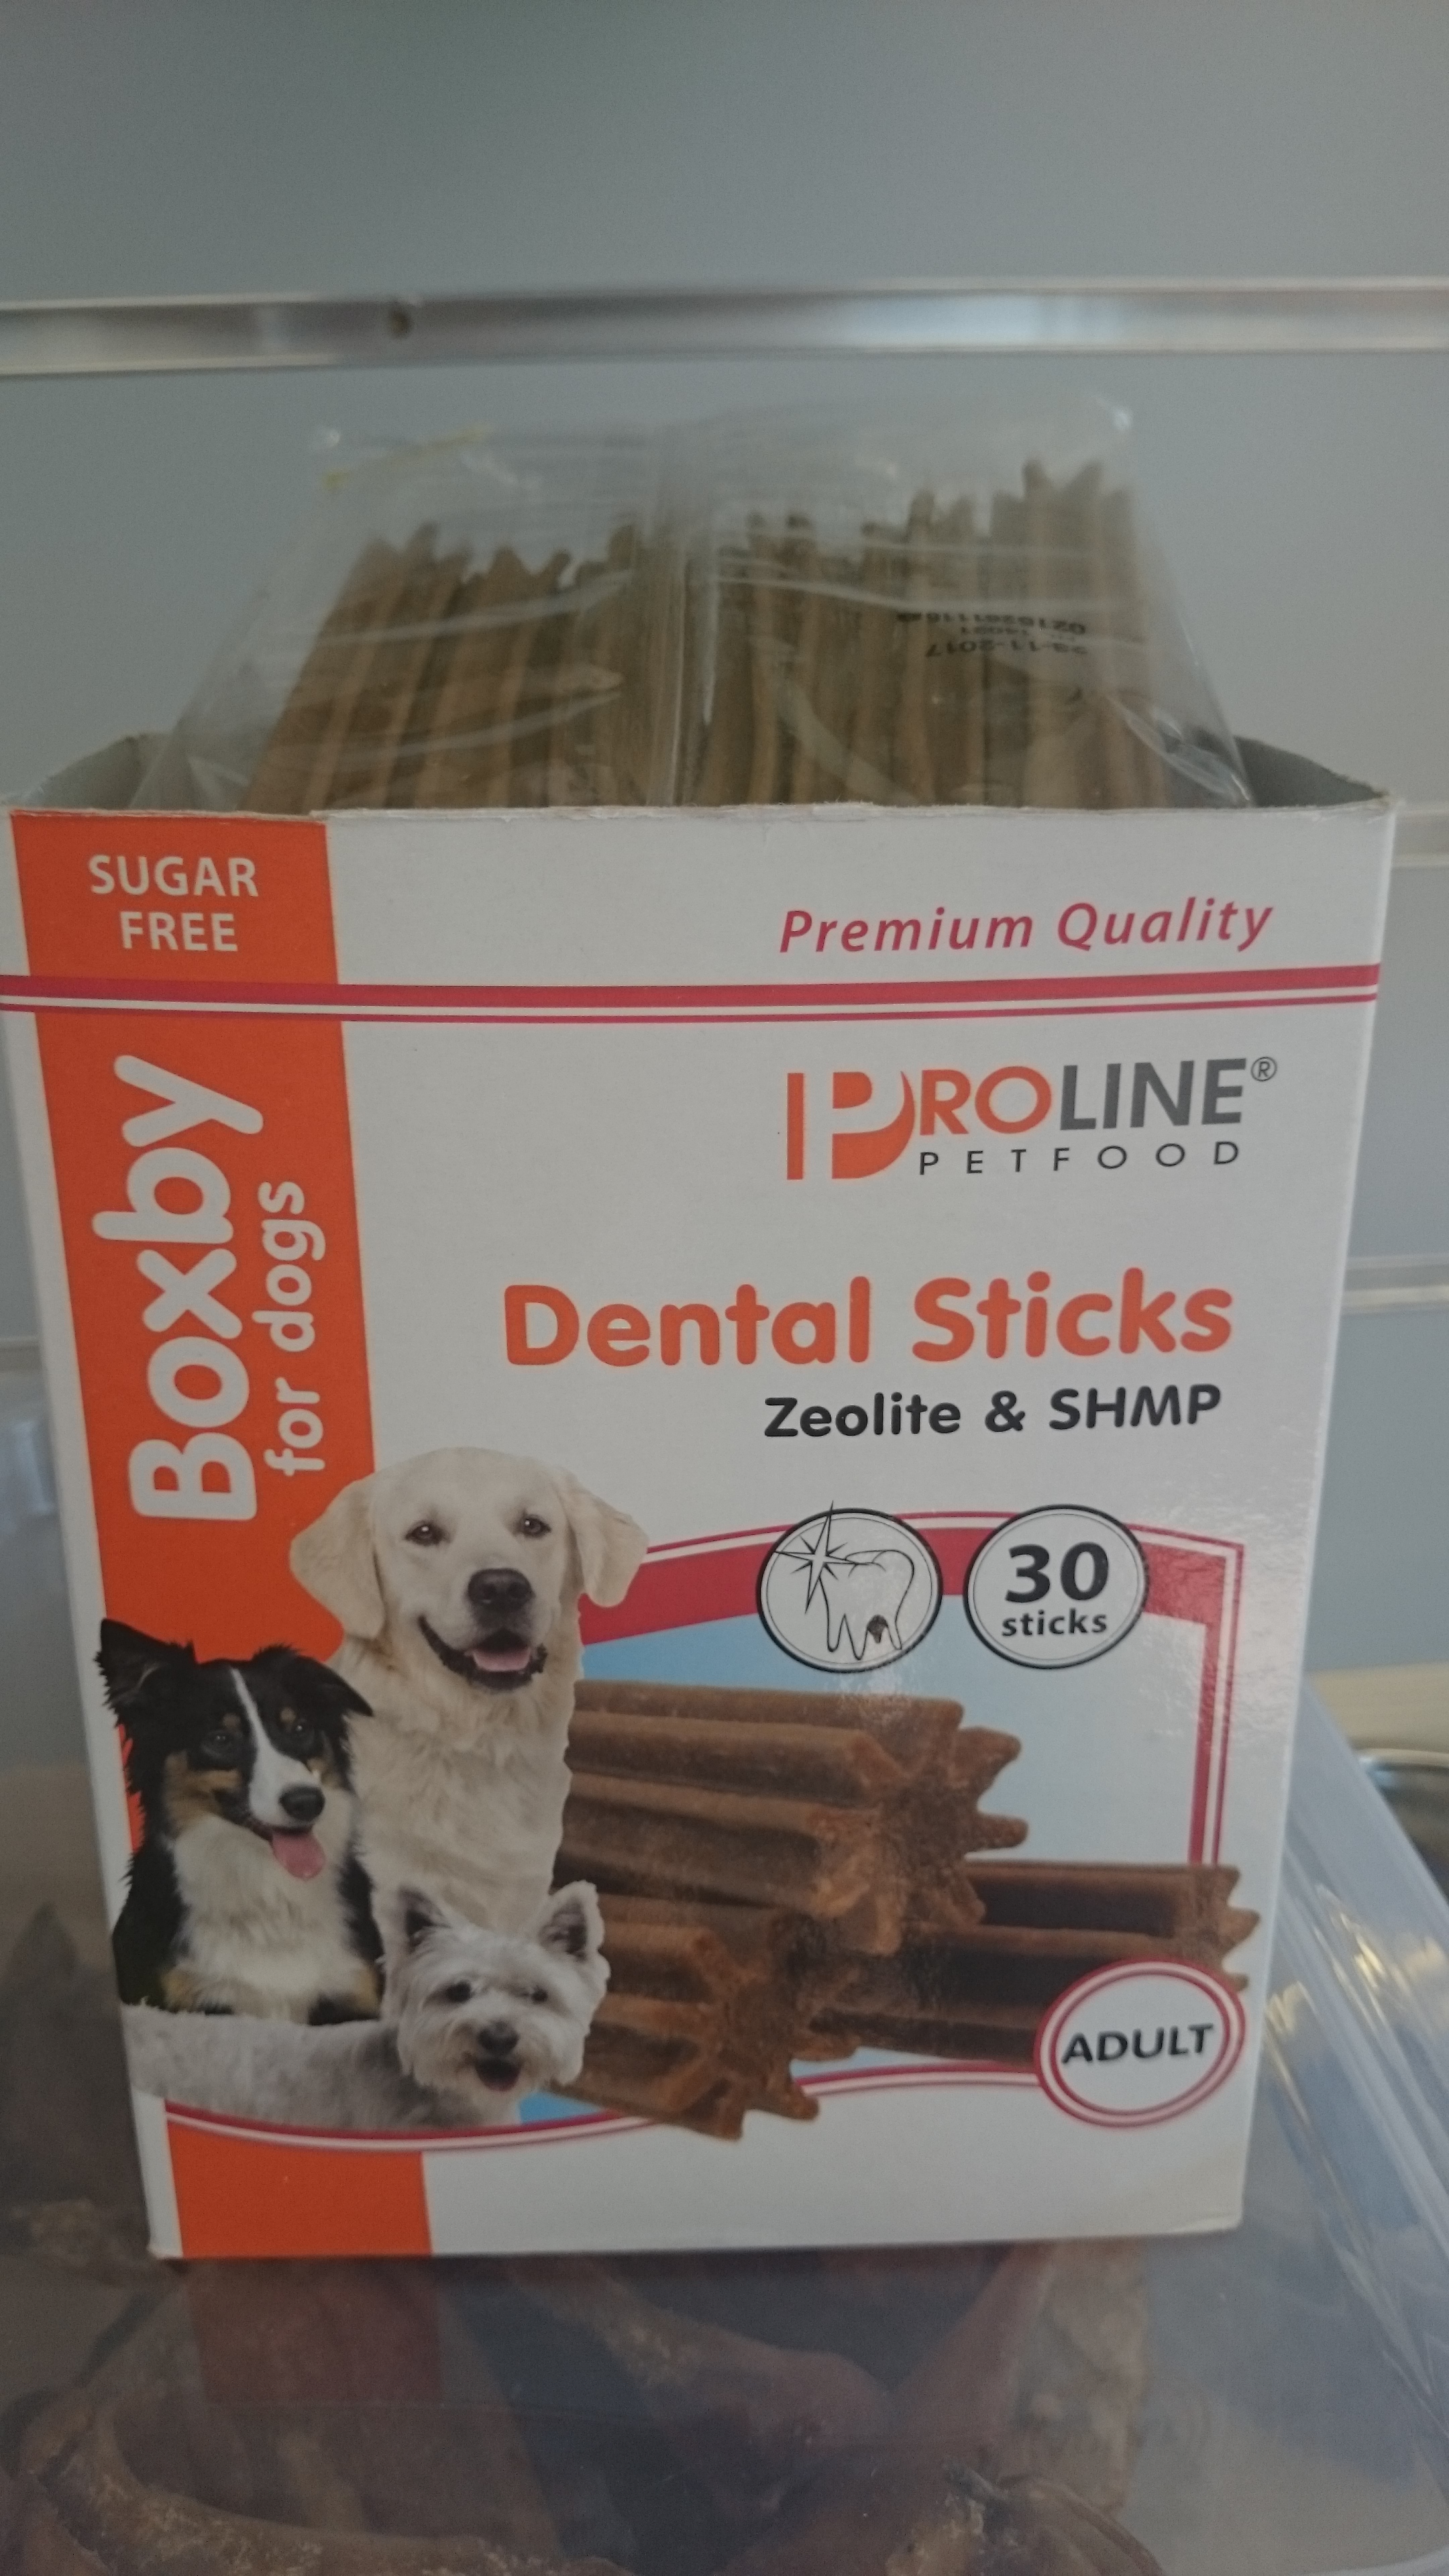 SUGAR
FREE
Premium Quality
PROLINE®
PETFOOD
Boxby
for dogs
Dental Sticks
Zeolite & SHMP
30
sticks
ADULT